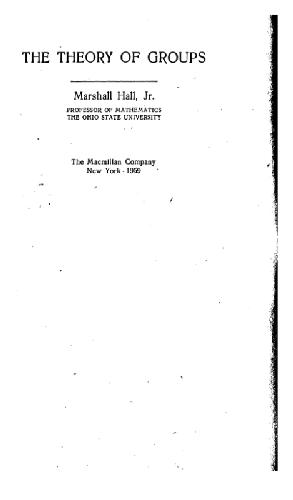 THE THEORY OF GROUPS
Marshall Hall, Jr.
PROFESSOR OF MATHEMATICS
THE OHIO STATE UNIVERSITY
The Macmillan Company
New York · 1959